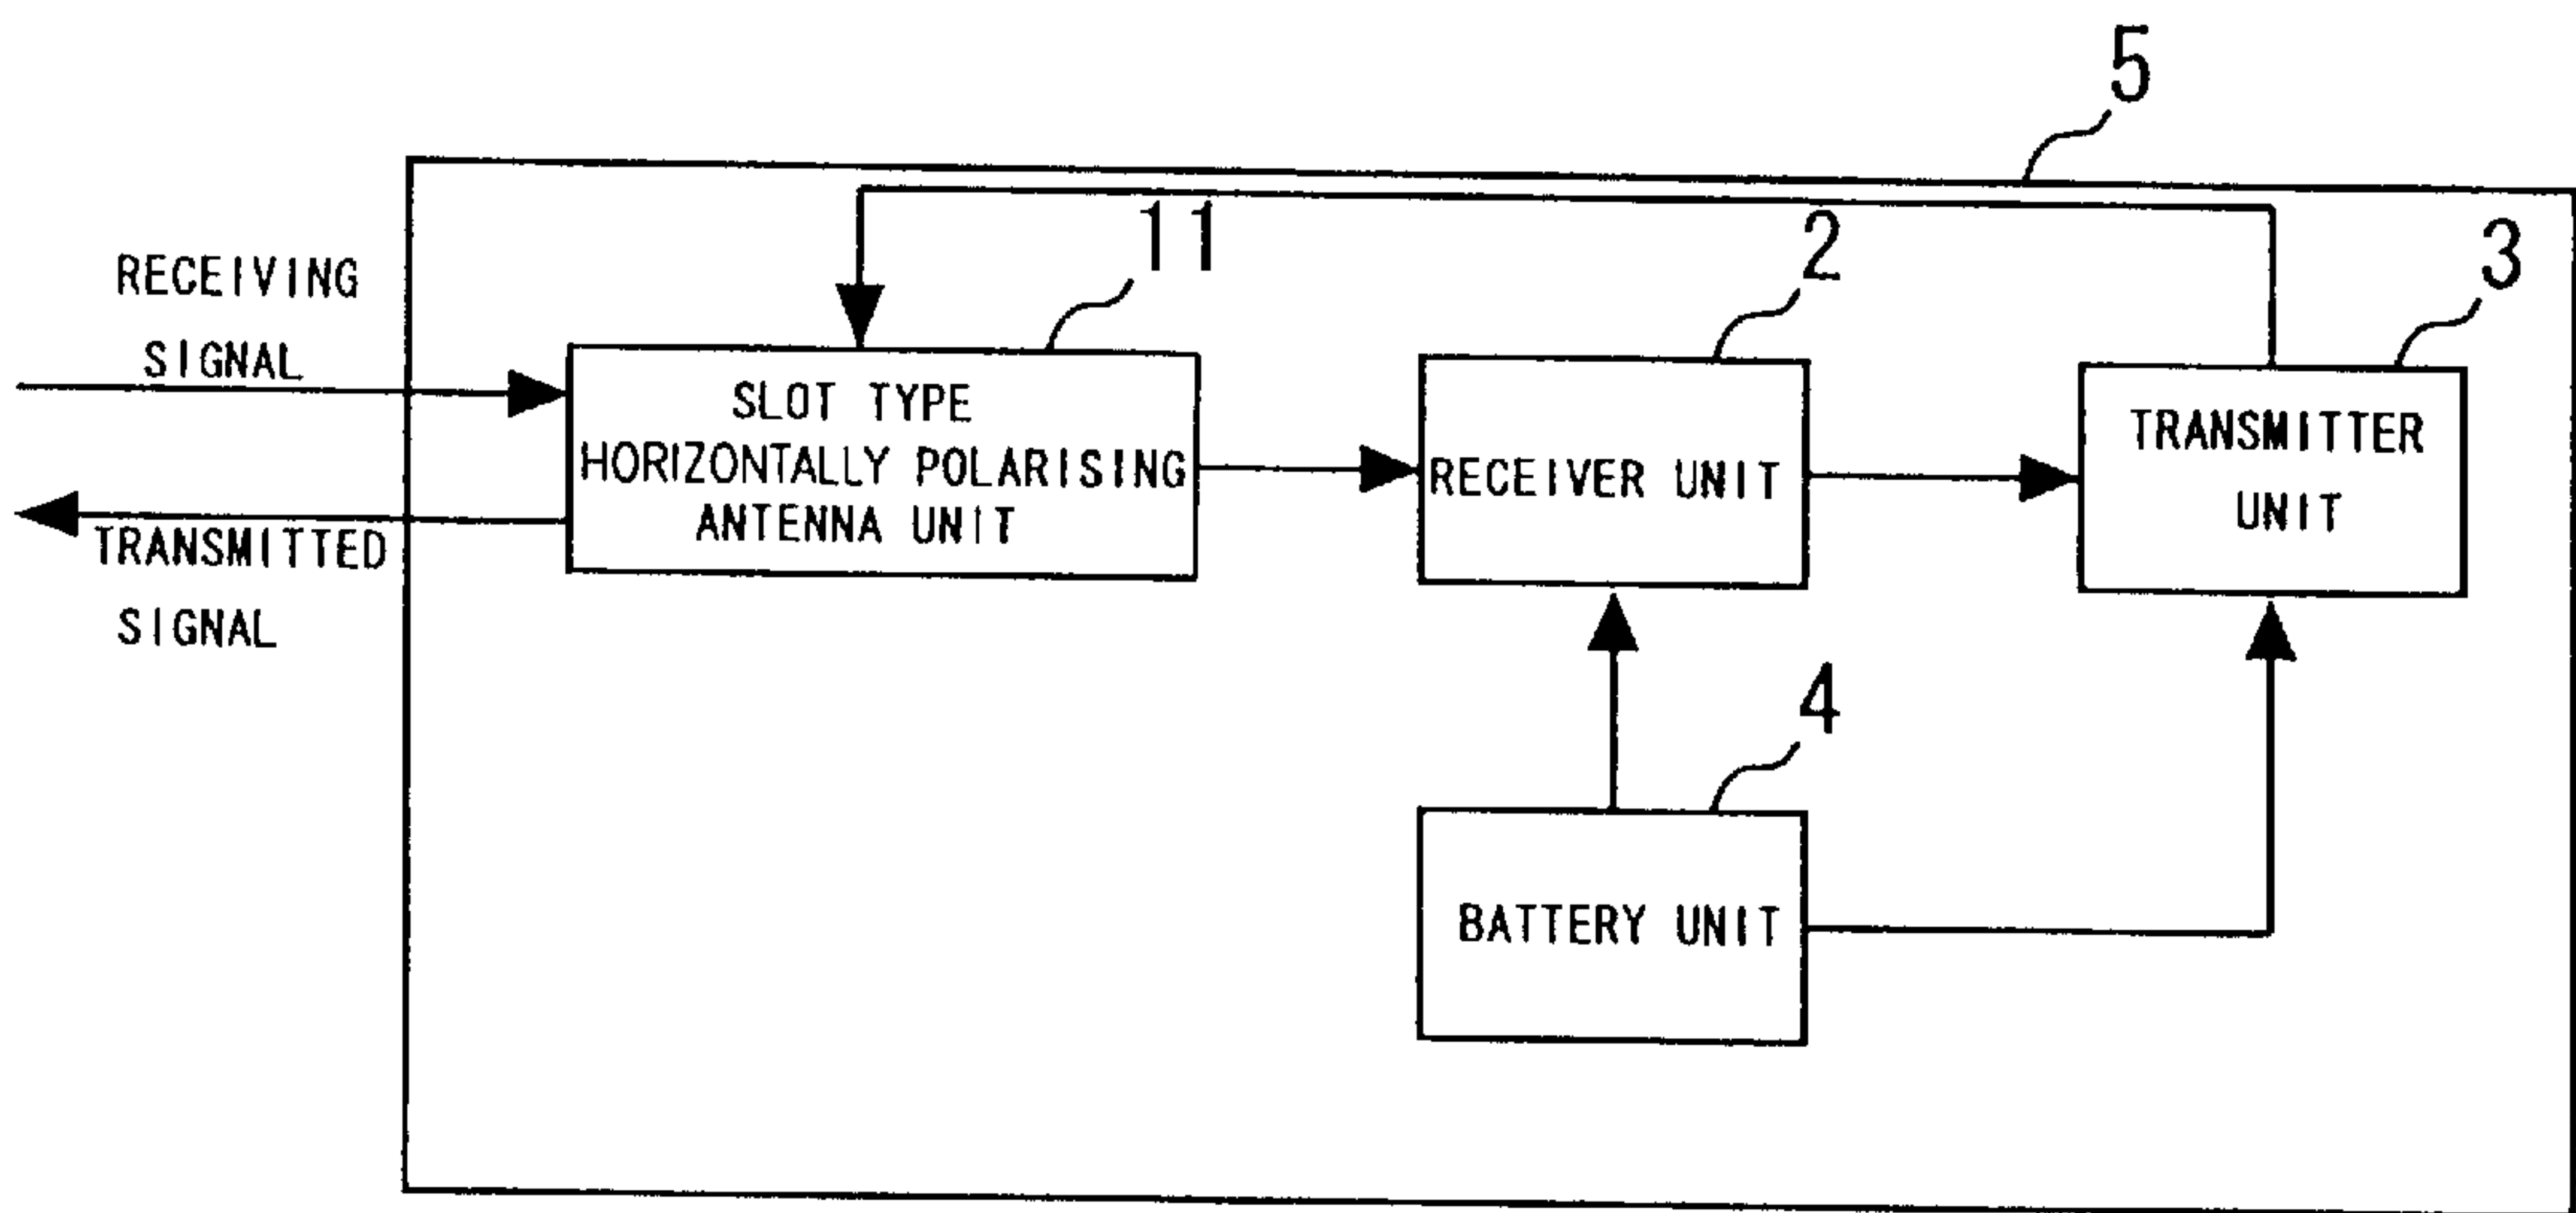 5
11
2
3
RECEIVING
SIGNAL
SLOT TYPE
HORIZONTALLY POLARISING
ANTENNA UNIT
RECEIVER UNIT
TRANSMITTER
UNIT
TRANSMITTED
SIGNAL
4
BATTERY UNIT